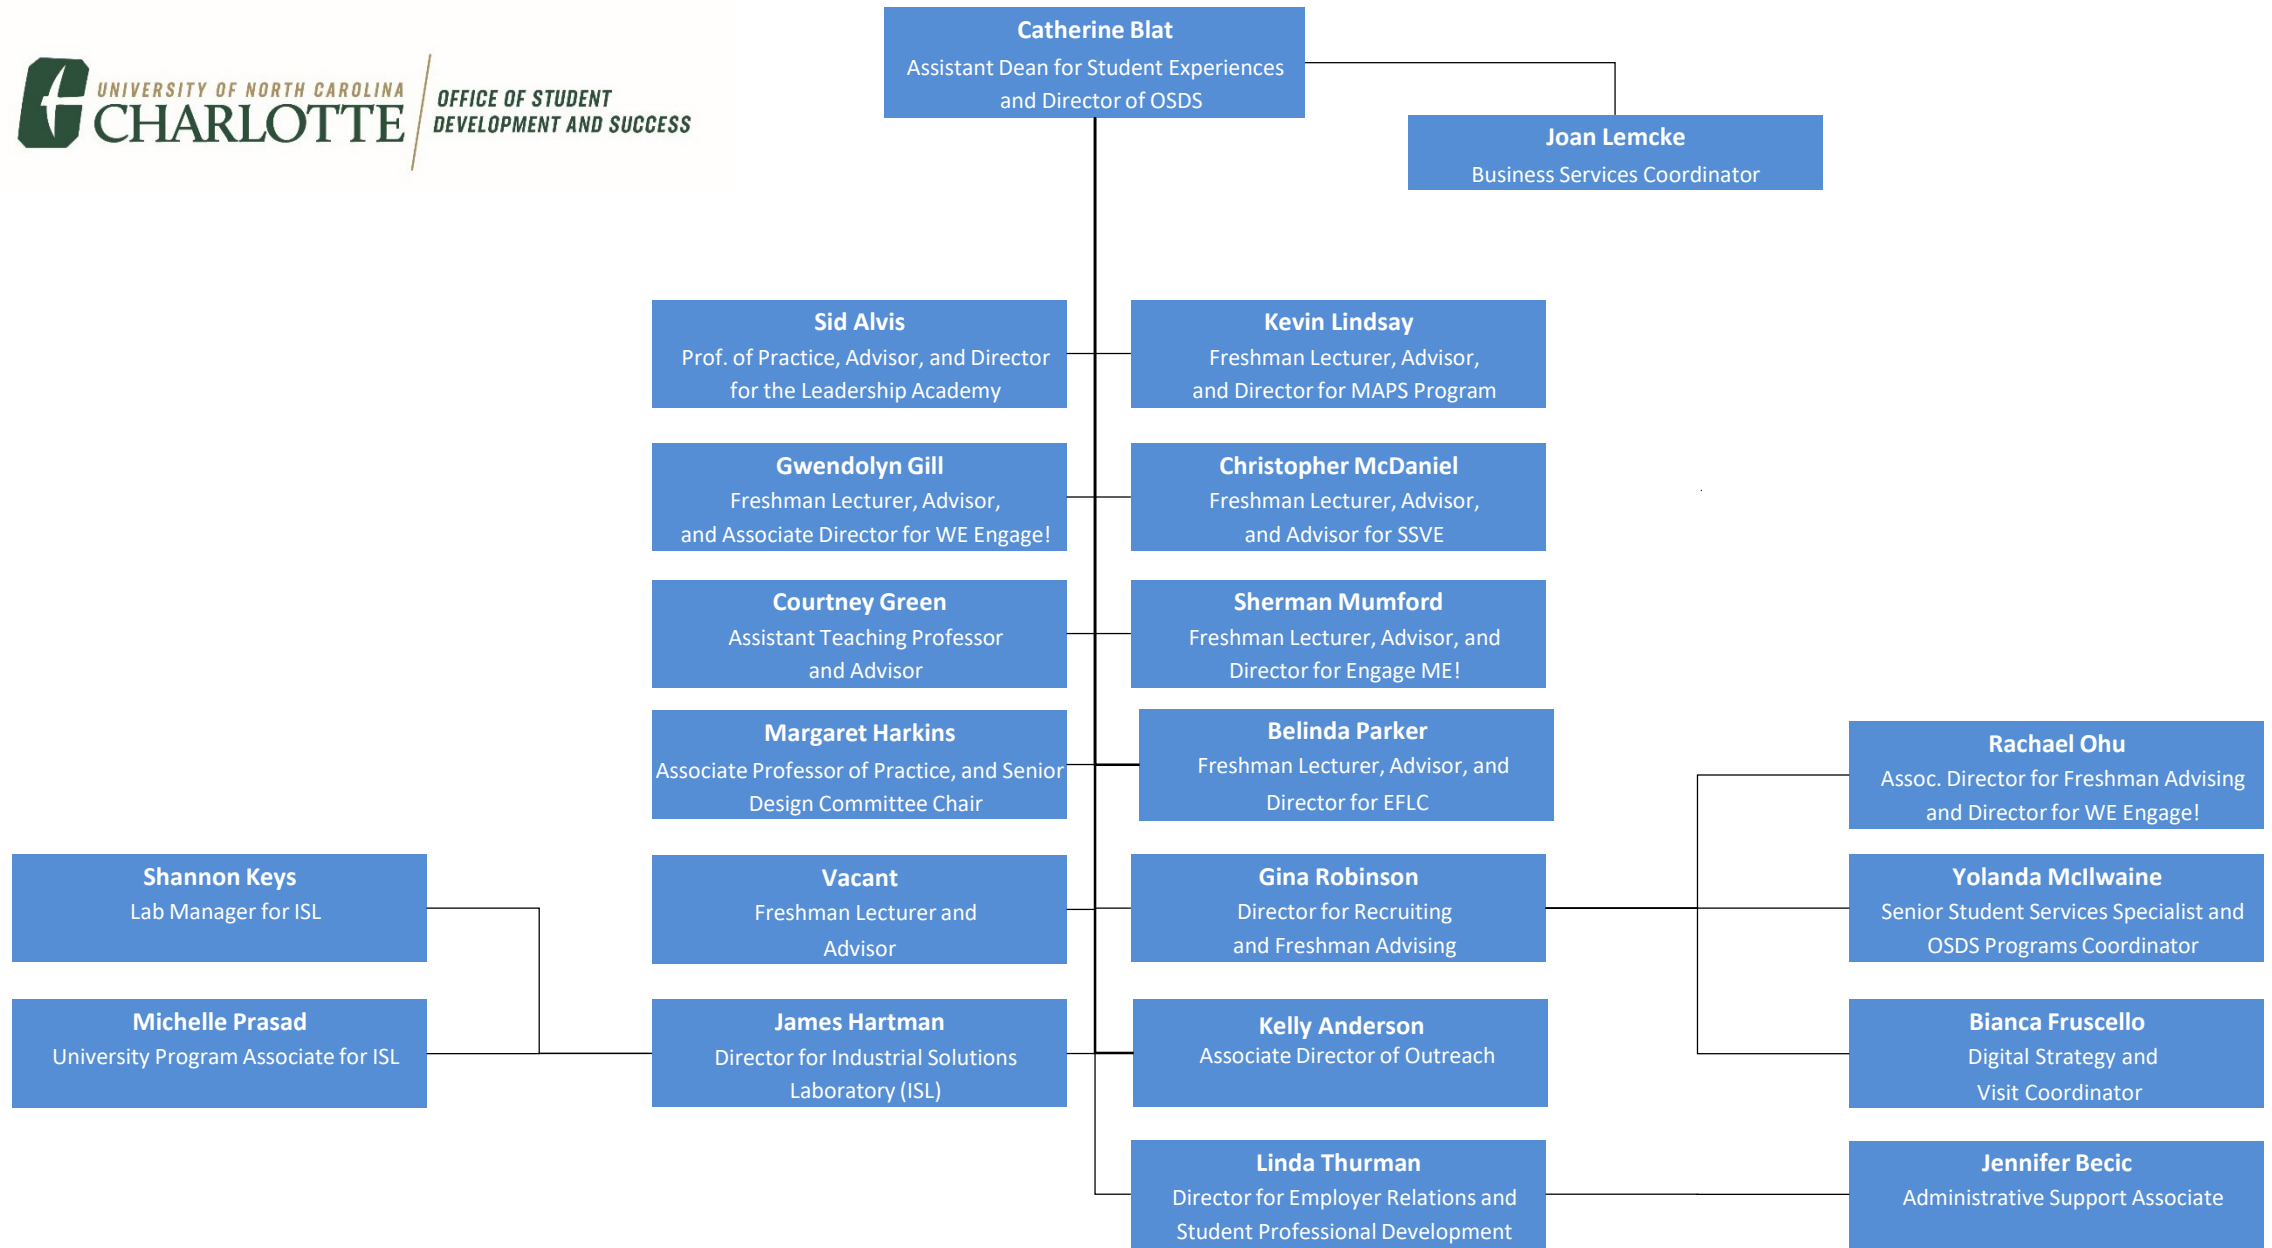 UNIVERSITY OF NORTH CAROLINA
CHARLOTTE
OFFICE OF STUDENT
DEVELOPMENT AND SUCCESS
Catherine Blat
Assistant Dean for Student Experiences
and Director of OSDS
Joan Lemcke
Business Services Coordinator
Sid Alvis
Prof. of Practice, Advisor, and Director
for the Leadership Academy
Kevin Lindsay
Freshman Lecturer, Advisor,
and Director for MAPS Program
Gwendolyn Gill
Freshman Lecturer, Advisor,
and Associate Director for WE Engage!
Christopher McDaniel
Freshman Lecturer, Advisor,
and Advisor for SSVE
Courtney Green
Assistant Teaching Professor
and Advisor
Sherman Mumford
Freshman Lecturer, Advisor, and
Director for Engage ME!
Margaret Harkins
Associate Professor of Practice, and Senior
Design Committee Chair
Belinda Parker
Freshman Lecturer, Advisor, and
Director for EFLC
Rachael Ohu
Assoc. Director for Freshman Advising
and Director for WE Engage!
Shannon Keys
Lab Manager for ISL
Vacant
Freshman Lecturer and
Advisor
Gina Robinson
Director for Recruiting
and Freshman Advising
Yolanda McIlwaine
Senior Student Services Specialist and
OSDS Programs Coordinator
Michelle Prasad
University Program Associate for ISL
James Hartman
Director for Industrial Solutions
Laboratory (ISL)
Kelly Anderson
Associate Director of Outreach
Bianca Fruscello
Digital Strategy and
Visit Coordinator
Linda Thurman
Director for Employer Relations and
Student Professional Development
Jennifer Becic
Administrative Support Associate